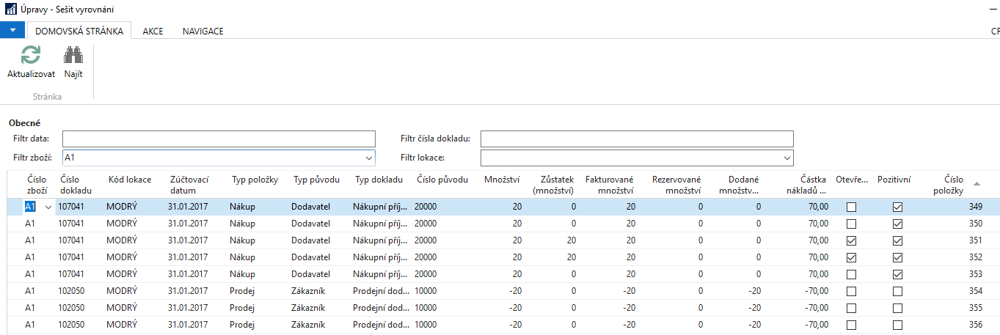 Úpravy - Sešit vyrovnání
DOMOVSKÁ STRÁNKA AKCE NAVIGACE CR
Aktualizovat Najít
Stránka
Obecné
Filtr data: Filtr čísla dokladu:
Filtr zboží: A1 Filtr lokace:
Číslo zboží Číslo dokladu Kód lokace Zúčtovací datum Typ položky Typ původu Typ dokladu Číslo původu Množství Zůstatek (množství) Fakturované množství Rezervované množství Dodané množstv... Částka nákladů ... Otevře... Pozitivní Číslo položky
A1 107041 MODRÝ 31.01.2017 Nákup Dodavatel Nákupní příj... 20000 20 0 20 0 0 70,00 349
A1 107041 MODRÝ 31.01.2017 Nákup Dodavatel Nákupní příj... 20000 20 0 20 0 0 70,00 350
A1 107041 MODRÝ 31.01.2017 Nákup Dodavatel Nákupní příj... 20000 20 20 20 0 0 70,00 351
A1 107041 MODRÝ 31.01.2017 Nákup Dodavatel Nákupní příj... 20000 20 20 20 0 0 70,00 352
A1 107041 MODRÝ 31.01.2017 Nákup Dodavatel Nákupní příj... 20000 20 0 20 0 0 70,00 353
A1 102050 MODRÝ 31.01.2017 Prodej Zákazník Prodejní dod... 10000 -20 0 -20 0 -20 -70,00 354
A1 102050 MODRÝ 31.01.2017 Prodej Zákazník Prodejní dod... 10000 -20 0 -20 0 -20 -70,00 355
A1 102050 MODRÝ 31.01.2017 Prodej Zákazník Prodejní dod... 10000 -20 0 -20 0 -20 -70,00 356